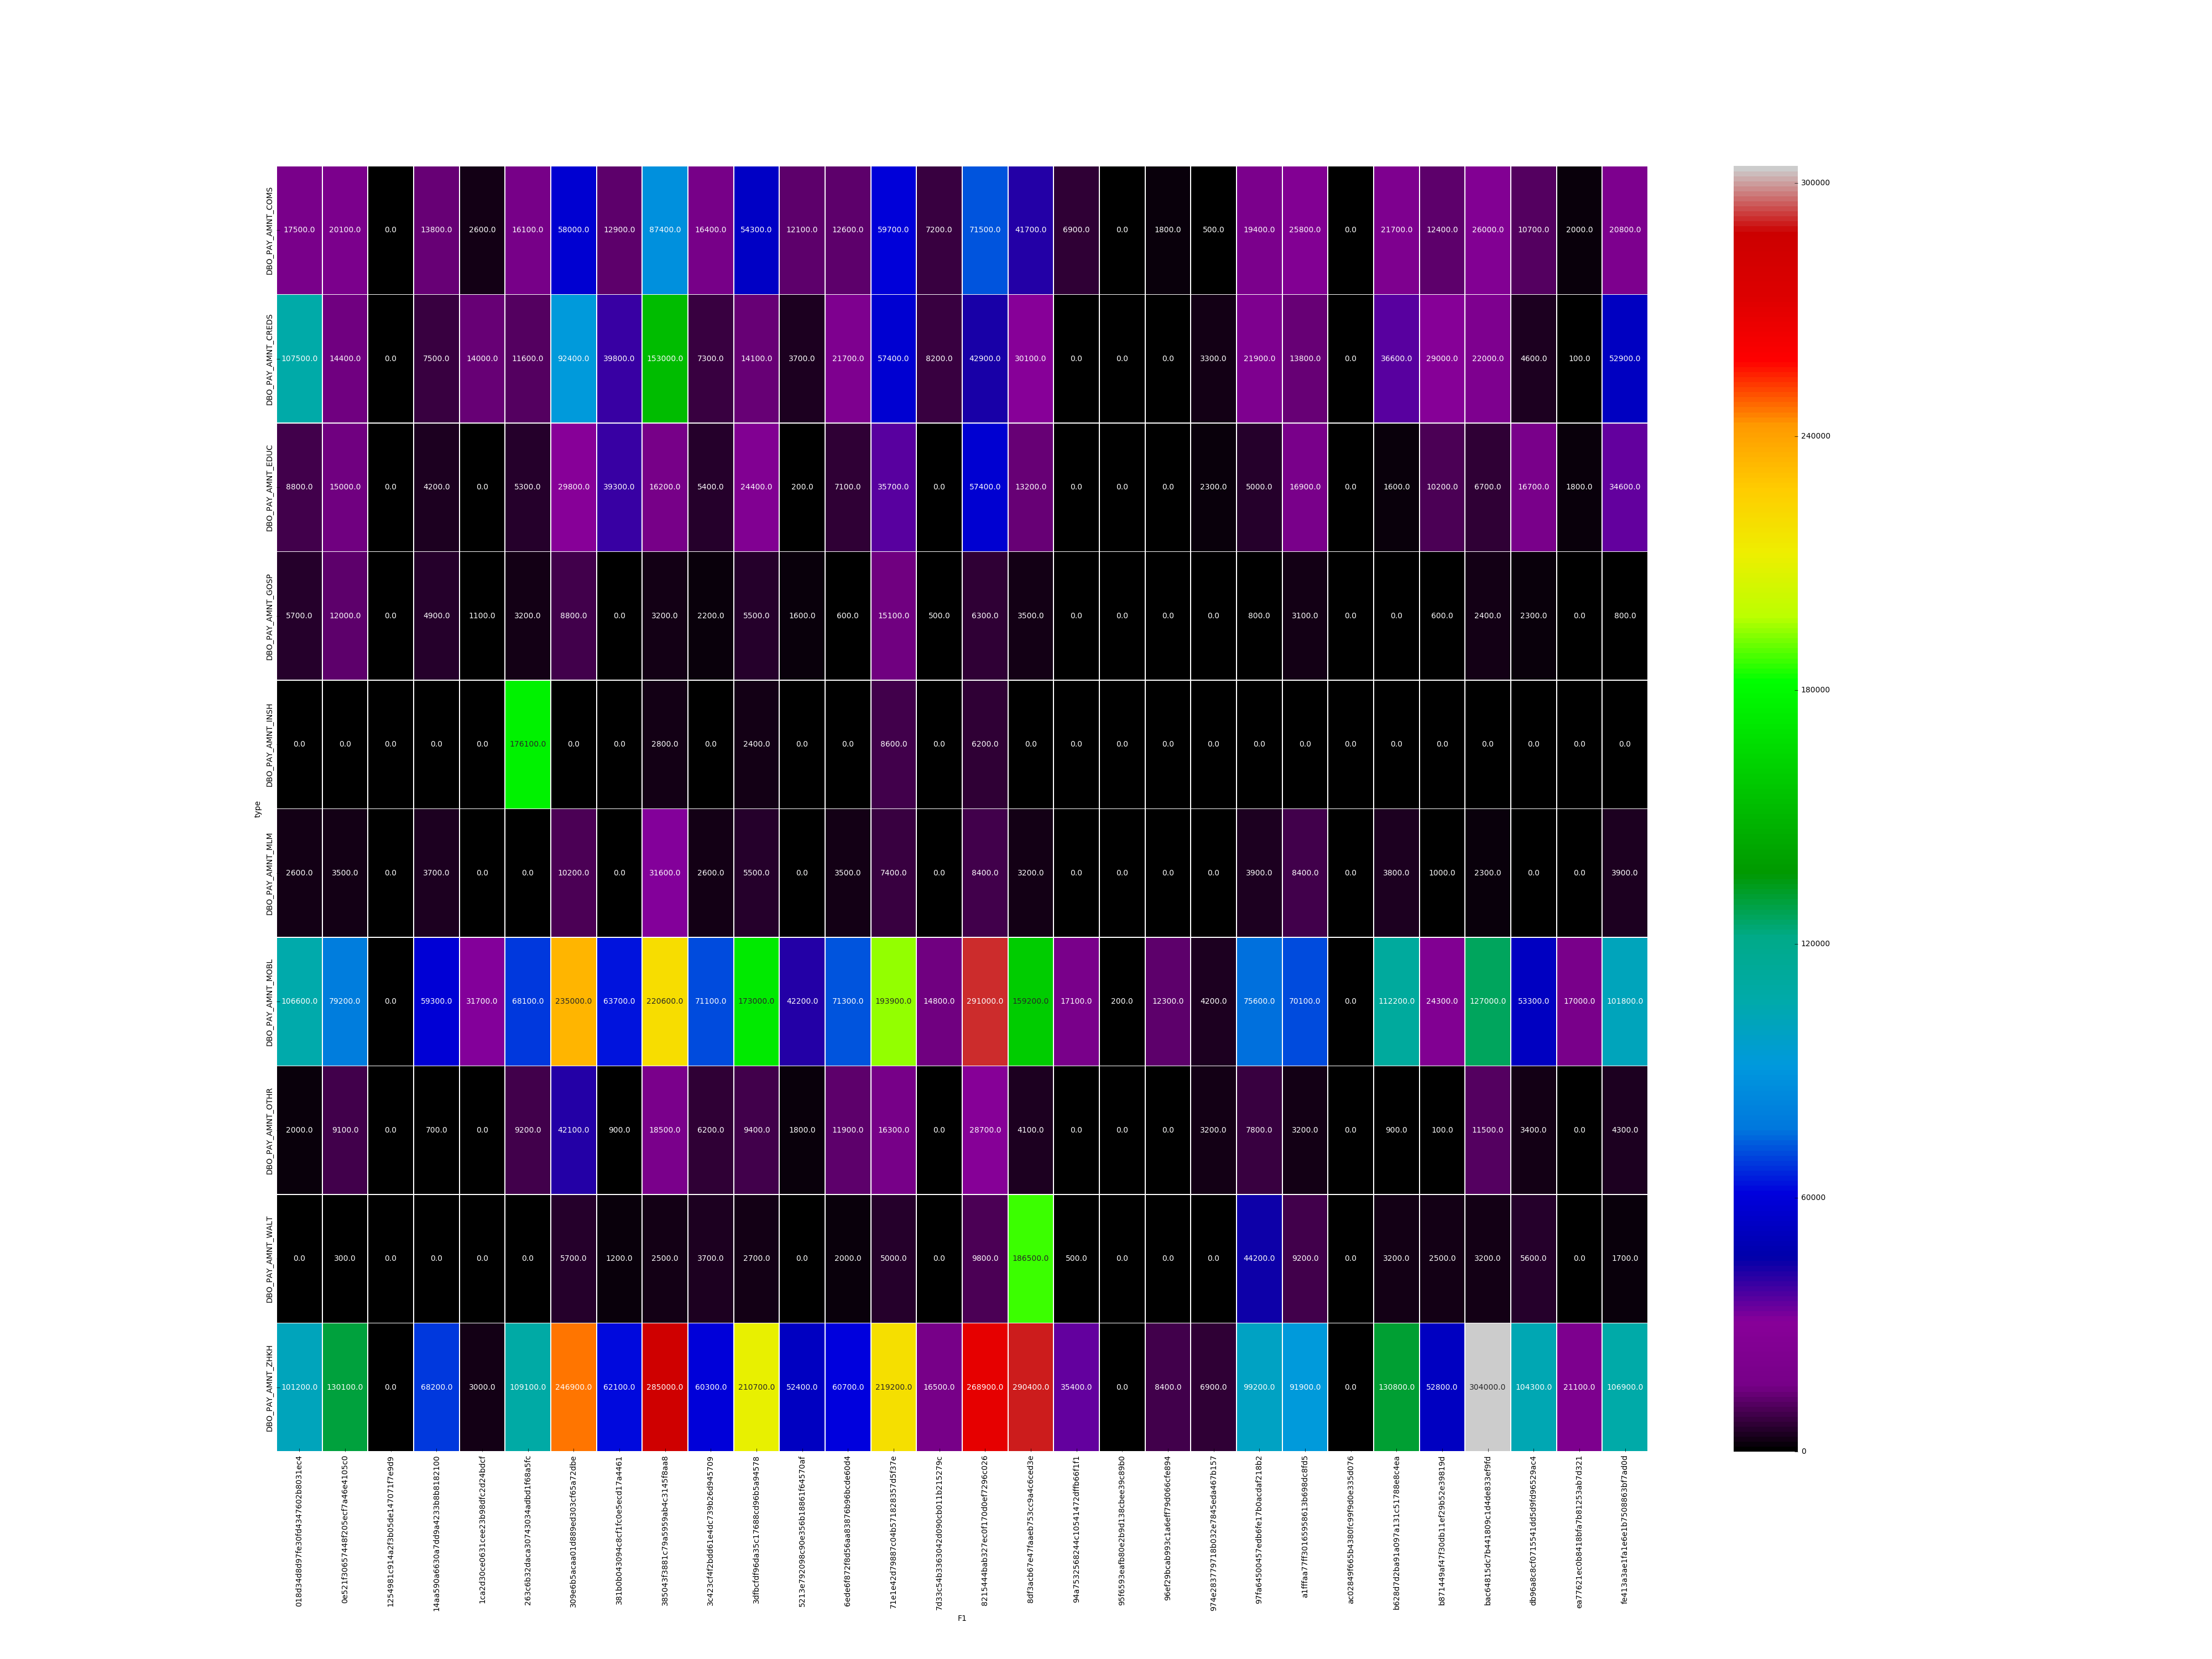 DBO_PAY_AMNT_COMS
17500.0 20100.0 0.0 13800.0 2600.0 16100.0 58000.0 12900.0 87400.0 16400.0 54300.0 12100.0 12600.0 59700.0 7200.0 71500.0 41700.0 6900.0 0.0 1800.0 500.0 19400.0 25800.0 0.0 21700.0 12400.0 26000.0 10700.0 2000.0 20800.0
DBO_PAY_AMNT_CREDS
107500.0 14400.0 0.0 7500.0 14000.0 11600.0 92400.0 39800.0 153000.0 7300.0 14100.0 3700.0 21700.0 57400.0 8200.0 42900.0 30100.0 0.0 0.0 0.0 3300.0 21900.0 13800.0 0.0 36600.0 29000.0 22000.0 4600.0 100.0 52900.0
DBO_PAY_AMNT_EDUC
8800.0 15000.0 0.0 4200.0 0.0 5300.0 29800.0 39300.0 16200.0 5400.0 24400.0 200.0 7100.0 35700.0 0.0 57400.0 13200.0 0.0 0.0 0.0 2300.0 5000.0 16900.0 0.0 1600.0 10200.0 6700.0 16700.0 1800.0 34600.0
DBO_PAY_AMNT_GOSP
5700.0 12000.0 0.0 4900.0 1100.0 3200.0 8800.0 0.0 3200.0 2200.0 5500.0 1600.0 600.0 15100.0 500.0 6300.0 3500.0 0.0 0.0 0.0 0.0 800.0 3100.0 0.0 0.0 600.0 2400.0 2300.0 0.0 800.0
DBO_PAY_AMNT_INSH
0.0 0.0 0.0 0.0 0.0 176100.0 0.0 0.0 2800.0 0.0 2400.0 0.0 0.0 8600.0 0.0 6200.0 0.0 0.0 0.0 0.0 0.0 0.0 0.0 0.0 0.0 0.0 0.0 0.0 0.0 0.0
type
DBO_PAY_AMNT_MLM
2600.0 3500.0 0.0 3700.0 0.0 0.0 10200.0 0.0 31600.0 2600.0 5500.0 0.0 3500.0 7400.0 0.0 8400.0 3200.0 0.0 0.0 0.0 0.0 3900.0 8400.0 0.0 3800.0 1000.0 2300.0 0.0 0.0 3900.0
DBO_PAY_AMNT_MOBL
106600.0 79200.0 0.0 59300.0 31700.0 68100.0 235000.0 63700.0 220600.0 71100.0 173000.0 42200.0 71300.0 193900.0 14800.0 291000.0 159200.0 17100.0 200.0 12300.0 4200.0 75600.0 70100.0 0.0 112200.0 24300.0 127000.0 53300.0 17000.0 101800.0
DBO_PAY_AMNT_OTHR
2000.0 9100.0 0.0 700.0 0.0 9200.0 42100.0 900.0 18500.0 6200.0 9400.0 1800.0 11900.0 16300.0 0.0 28700.0 4100.0 0.0 0.0 0.0 3200.0 7800.0 3200.0 0.0 900.0 100.0 11500.0 3400.0 0.0 4300.0
DBO_PAY_AMNT_WALT
0.0 300.0 0.0 0.0 0.0 0.0 5700.0 1200.0 2500.0 3700.0 2700.0 0.0 2000.0 5000.0 0.0 9800.0 186500.0 500.0 0.0 0.0 0.0 44200.0 9200.0 0.0 3200.0 2500.0 3200.0 5600.0 0.0 1700.0
DBO_PAY_AMNT_ZHKH
101200.0 130100.0 0.0 68200.0 3000.0 109100.0 246900.0 62100.0 285000.0 60300.0 210700.0 52400.0 60700.0 219200.0 16500.0 268900.0 290400.0 35400.0 0.0 8400.0 6900.0 99200.0 91900.0 0.0 130800.0 52800.0 304000.0 104300.0 21100.0 106900.0
018d34d8d97fe30fd4347602b8031ec4
0e521f30657448f205ecf7a46e4105c0
1254981c914a2f3b05de147071f7e9d9
14aa590a6630a7dd9a4233b8b8182100
1ca2d30ce0631cee23b98dfc2d24bdcf
263c6b32daca30743034adbd1f68a5fc
309e6b5acaa01d889ed303cf65a72dbe
381b0b043094c8cf1fc0e5ecd17a4461
385043f3881c79a5959ab4c3145f8aa8
3c423cf4f2bdd61e4dc739b26d945709
3dfbcfdf96da35c17688cd96b5a94578
5213e792098c90e356b18861f64570af
6ede6f872f8d56aa83876b96bcde60d4
71e1e42d79887c04b571828357d5f37e
7d33c54b3363042d090cb011b215279c
8215444bab327ec0f170d0ef7296c026
8df3acb67e47faaeb753cc9a4c6ced3e
94a7532568244c10541472dffb66f1f1
95f6593eafb80e2b9d138cbee39c89b0
96ef29bcab993c1a6eff79d066cfe894
974e283779718b032e7845eda467b157
97fa64500457edb6fe17b0acdaf218b2
a1fffaa77ff30165958613b698dc8fd5
ac02849f665b4380fc99f9d0e335d076
b628d7d2ba91a097a131c51788e8c4ea
b871449af47f30db11ef29b52e39819d
bac64815dc7b441809c1d4de833ef9fd
db96a8c8cf0715541dd5d9fd96529ac4
ea77621ec0b8418bfa7b81253ab7d321
fe413a3ae1fa1e6e1b7508863bf7ad0d
F1
300000
240000
180000
120000
60000
0